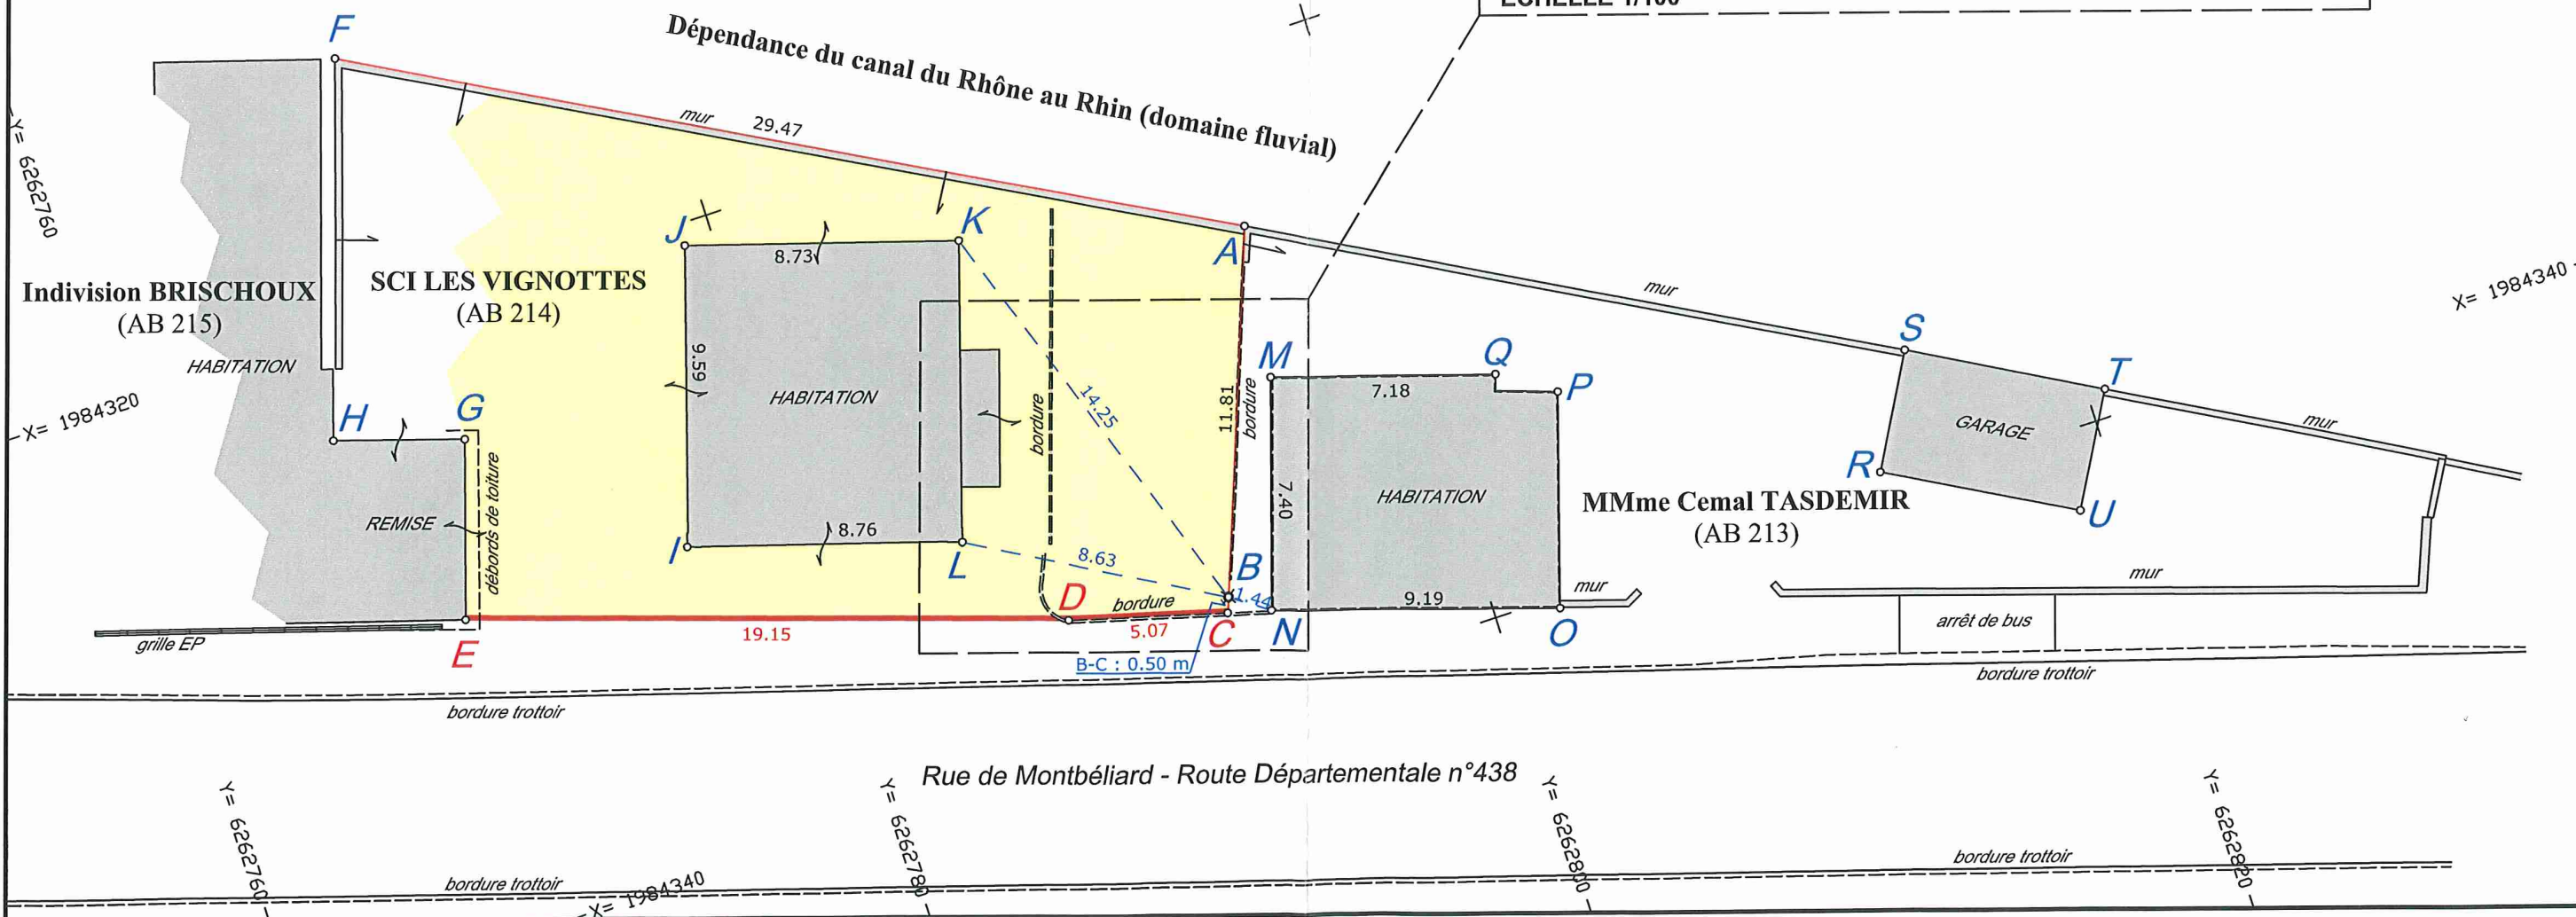 F
Dépendance du canal du Rhône au Rhin (domaine fluvial)
mur
29.47
Y= 6262760
J
K
A
8.73
Indivision BRISCHOUX
(AB 215)
SCI LES VIGNOTTES
(AB 214)
HABITATION
X= 1984320
9.59
HABITATION
bordure
14.25
11.81
bordure
M
Q
P
7.18
mur
S
T
X= 1984340
GARAGE
mur
R
U
H
G
7.40
HABITATION
MMme Cemal TASDEMIR
(AB 213)
REMISE
débords de toiture
I
8.76
L
8.63
B
1.44
D
bordure
9.19
mur
mur
grille EP
E
19.15
5.07
C
N
O
arrêt de bus
B-C : 0.50 m
bordure trottoir
bordure trottoir
Rue de Montbéliard - Route Départementale n°438
Y= 6262760
Y= 6262780
Y= 6262800
Y= 6262820
bordure trottoir
X= 1984340
bordure trottoir